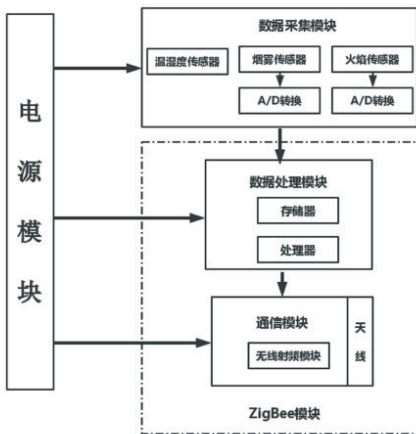 电源模块
数据采集模块
温湿度传感器
烟雾传感器
火焰传感器
A/D转换
A/D转换
数据处理模块
存储器
处理器
通信模块
无线射频模块
天线
ZigBee模块